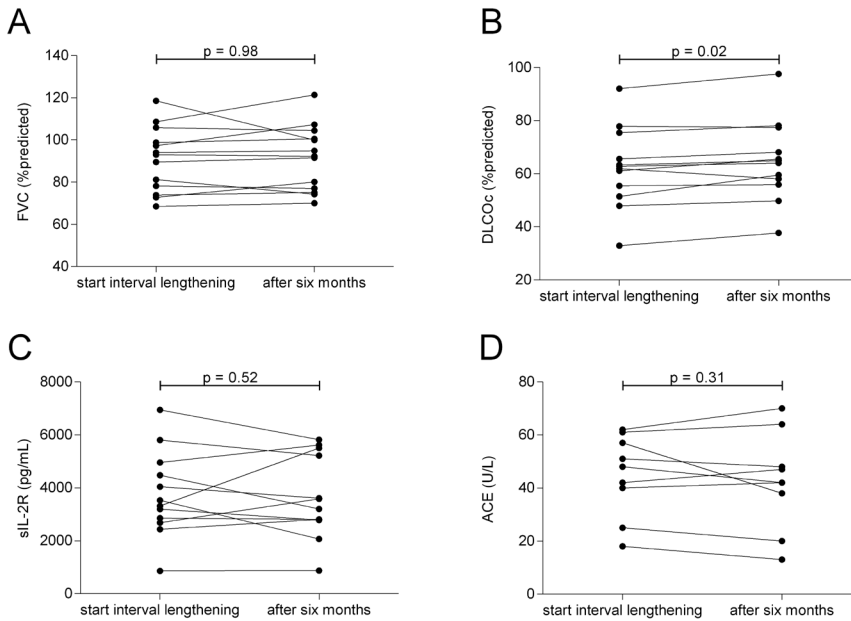 A
p = 0.98
140
120
100
80
60
40
FVC (%predicted)
start interval lengthening
after six months
B
p = 0.02
100
80
60
40
20
DLCOc (%predicted)
start interval lengthening
after six months
C
p = 0.52
8000
6000
4000
2000
0
sIL-2R (pg/mL)
start interval lengthening
after six months
D
p = 0.31
80
60
40
20
0
ACE (U/L)
start interval lengthening
after six months